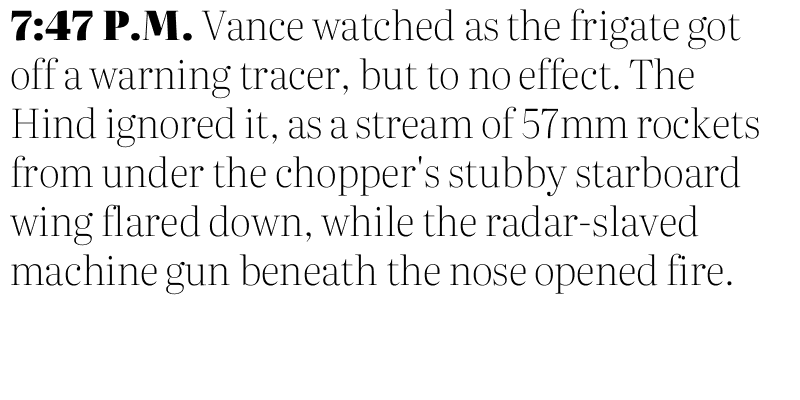 7:47 P.M. Vance watched as the frigate got
off a warning tracer, but to no effect. The
Hind ignored it, as a stream of 57mm rockets
from under the chopper's stubby starboard
wing flared down, while the radar-slaved
machine gun beneath the nose opened fire.